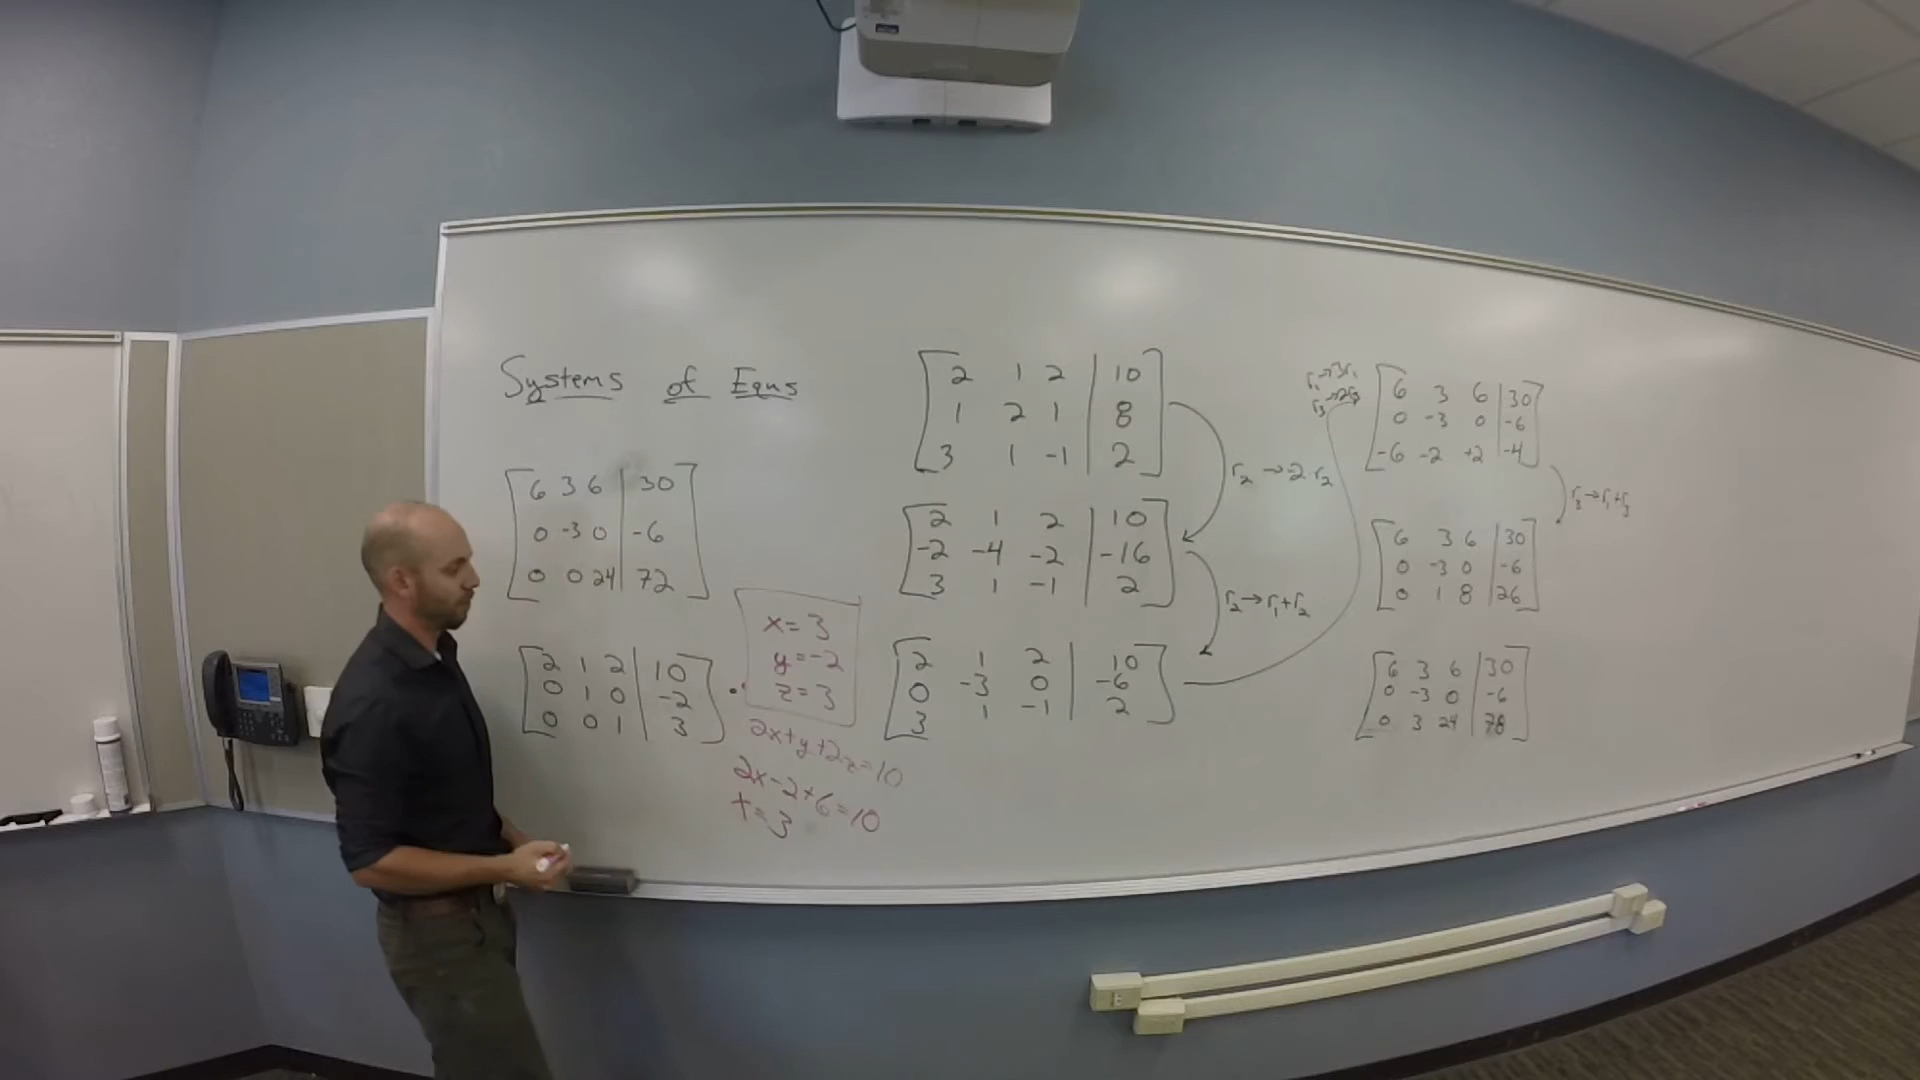 Systems of Equs
6 3 6 | 30
0 -3 0 | -6
0 0 24 | 72
2 1 2 | 10
0 1 0 | -2
0 0 1 | 3
x = 3
y = -2
z = 3
2x+y+2z=10
2x-2+6=10
x=3
2 1 2 | 10
1 2 1 | 8
3 1 -1 | 2
r₂ → -2 r₂
2 1 2 | 10
-2 -4 -2 | -16
3 1 -1 | 2
r₂ → r₁+r₂
2 1 2 | 10
0 -3 0 | -6
3 1 -1 | 2
r₁→3r₁
6 3 6 | 30
0 -3 0 | -6
-6 -2 +2 | -4
r₃→r₁+r₃
6 3 6 | 30
0 -3 0 | -6
0 1 8 | 26
6 3 6 | 30
0 -3 0 | -6
0 3 24 | 78